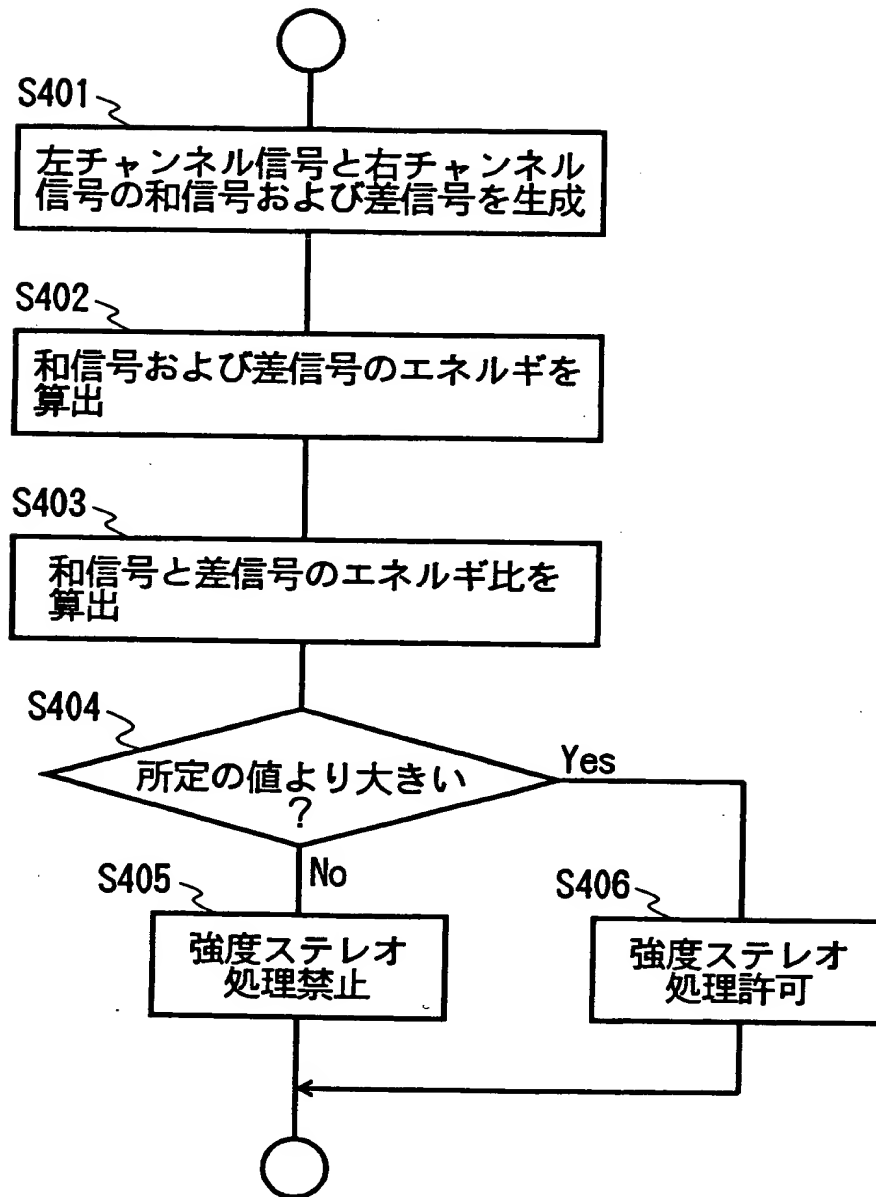 S401
左チャンネル信号と右チャンネル
信号の和信号および差信号を生成
S402
和信号および差信号のエネルギを
算出
S403
和信号と差信号のエネルギ比を
算出
S404
所定の値より大きい
?
Yes
No
S405
強度ステレオ
処理禁止
S406
強度ステレオ
処理許可